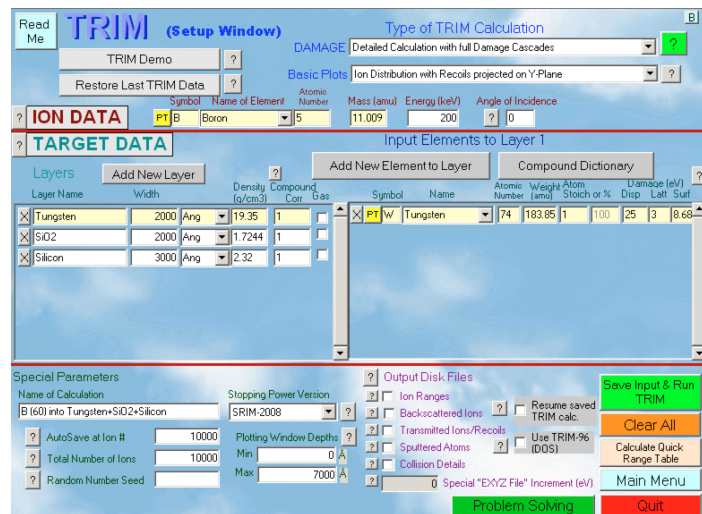 Read Me
TRIM (Setup Window)
Type of TRIM Calculation
B
DAMAGE Detailed Calculation with full Damage Cascades ?
TRIM Demo ?
Basic Plots Ion Distribution with Recoils projected on Y-Plane ?
Restore Last TRIM Data ?
Symbol Name of Element Atomic Number Mass (amu) Energy (keV) Angle of Incidence
? ION DATA PT B Boron 5 11.009 200 ? 0
? TARGET DATA
Input Elements to Layer 1
Layers Add New Layer ?
Add New Element to Layer Compound Dictionary ?
Layer Name Width Density (g/cm3) Compound Corr Gas
Symbol Name Atomic Number Weight (amu) Atom Stoich or % Damage (eV) Disp Latt Surf
X Tungsten 2000 Ang 19.35 1
X PT W Tungsten 74 183.85 1 100 25 3 8.68
X SiO2 2000 Ang 1.7244 1
X Silicon 3000 Ang 2.32 1
Special Parameters
Name of Calculation
B (60) into Tungsten+SiO2+Silicon
Stopping Power Version
SRIM-2008 ?
? AutoSave at Ion # 10000
? Total Number of Ions 10000
? Random Number Seed
Plotting Window Depths ?
Min 0 Å
Max 7000 Å
? Output Disk Files
? Ion Ranges
? Backscattered Ions
? Transmitted Ions/Recoils
? Sputtered Atoms
? Collision Details
? 0 Special "EXYZ File" Increment (eV)
? Resume saved TRIM calc.
? Use TRIM-96 (DOS)
Save Input & Run TRIM
Clear All
Calculate Quick Range Table
Main Menu
Problem Solving
Quit